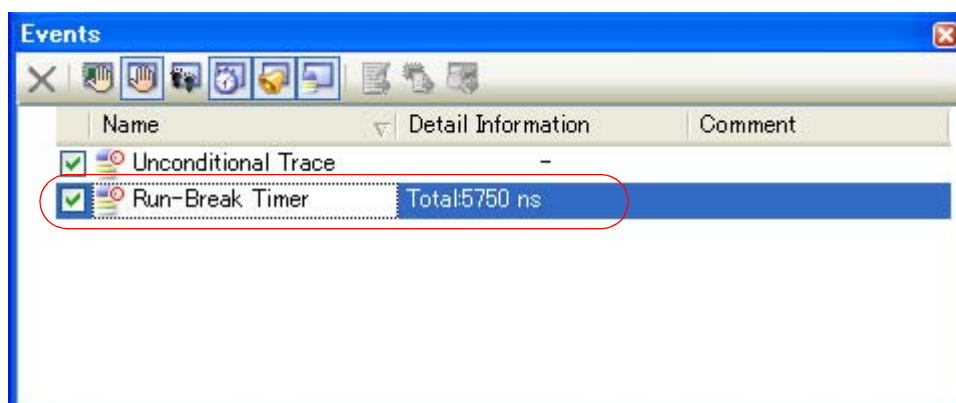 Events
Name Detail Information Comment
Unconditional Trace -
Run-Break Timer Total:5750 ns